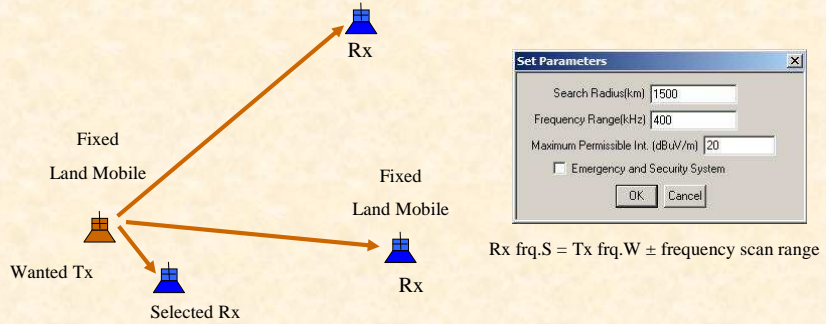 Rx
Fixed
Land Mobile
Wanted Tx
Selected Rx
Fixed
Land Mobile
Rx
Set Parameters
Search Radius(km) 1500
Frequency Range(kHz) 400
Maximum Permissible Int. (dBuV/m) 20
Emergency and Security System
OK Cancel
Rx frq.S = Tx frq.W ± frequency scan range